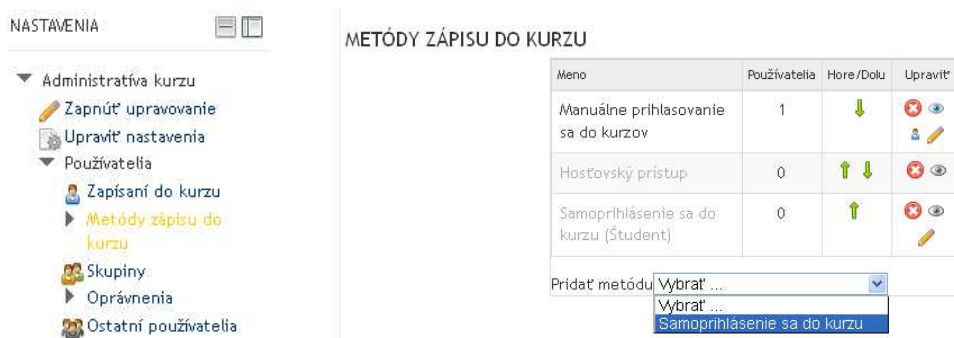 NASTAVENIA
Administratíva kurzu
Zapnúť upravovanie
Upraviť nastavenia
Používatelia
Zapísaní do kurzu
Metódy zápisu do
kurzu
Skupiny
Oprávnenia
Ostatní používatelia
METÓDY ZÁPISU DO KURZU
Meno Používatelia Hore/Dolu Upraviť
Manuálne prihlasovanie 1
sa do kurzov
Hosťovský prístup 0
Samoprihlásenie sa do 0
kurzu (Študent)
Pridať metódu Vybrať ...
Vybrať ...
Samoprihlásenie sa do kurzu